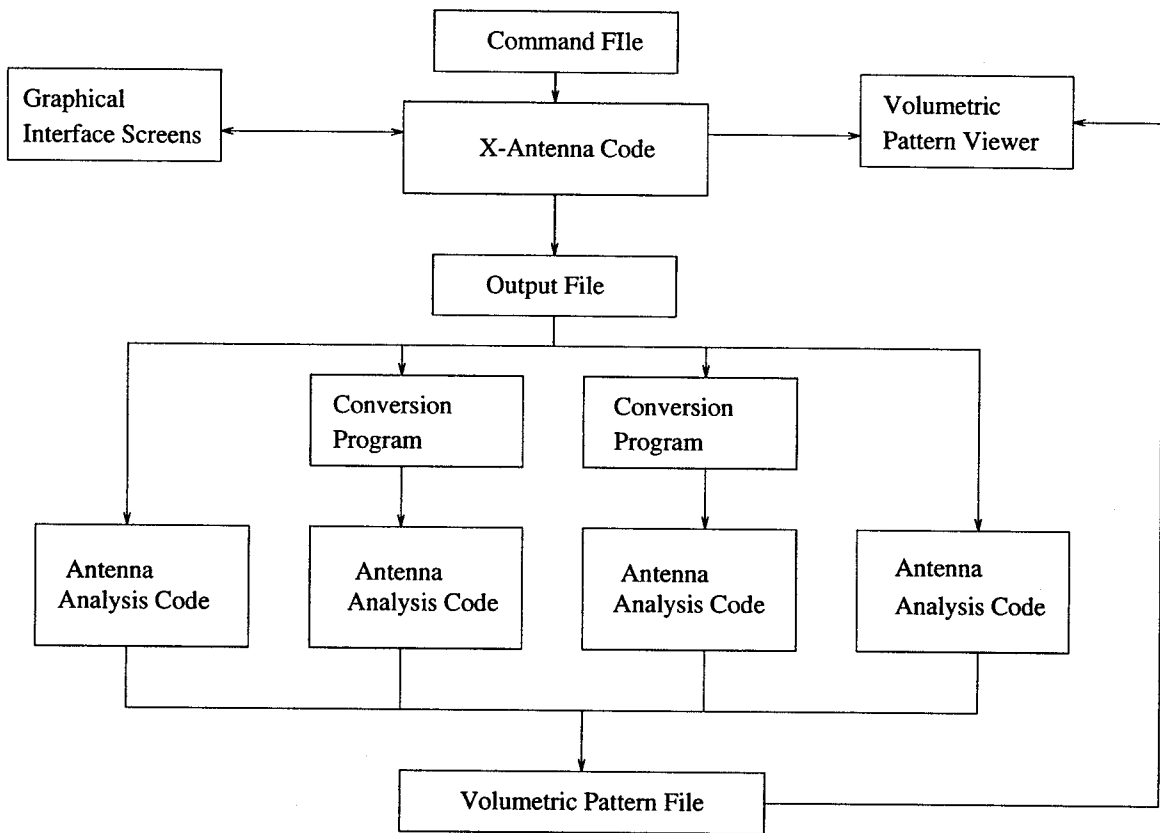 Command FIle
Graphical
Interface Screens
X-Antenna Code
Volumetric
Pattern Viewer
Output File
Conversion
Program
Conversion
Program
Antenna
Analysis Code
Antenna
Analysis Code
Antenna
Analysis Code
Antenna
Analysis Code
Volumetric Pattern File